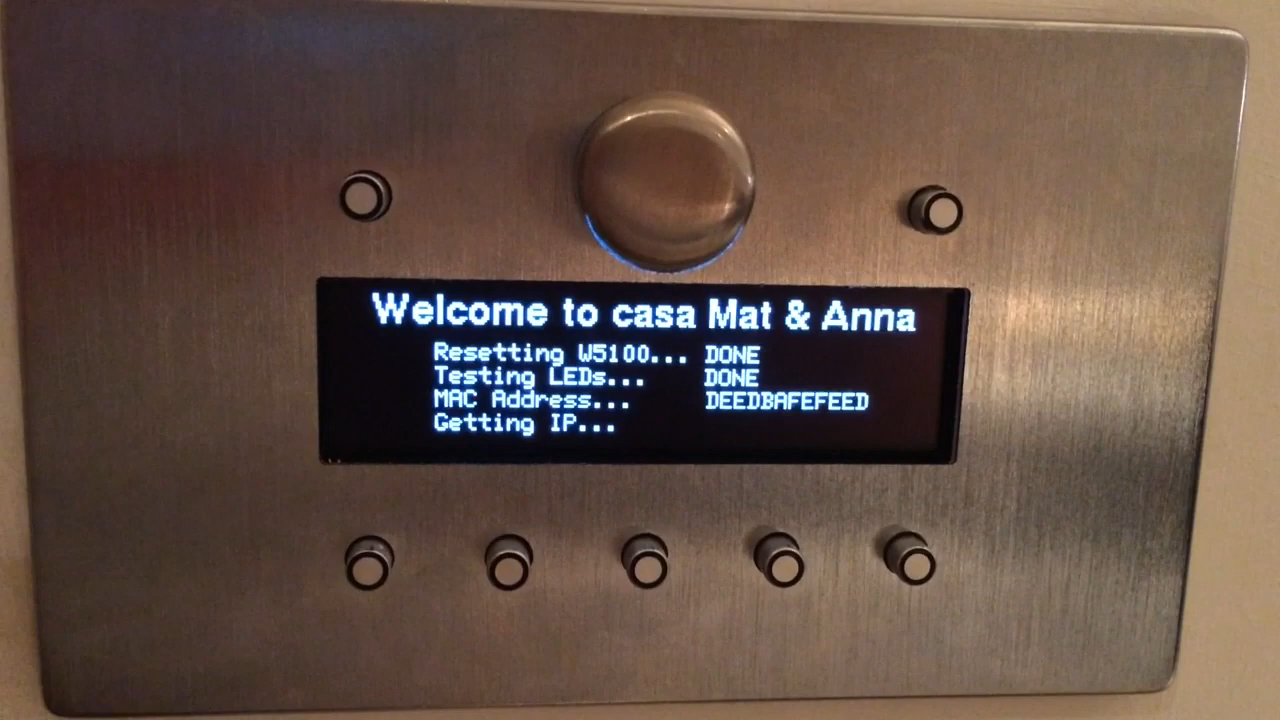 Welcome to casa Mat & Anna
Resetting W5100... DONE
Testing LEDs... DONE
MAC Address... DEEDBAFEFEED
Getting IP...